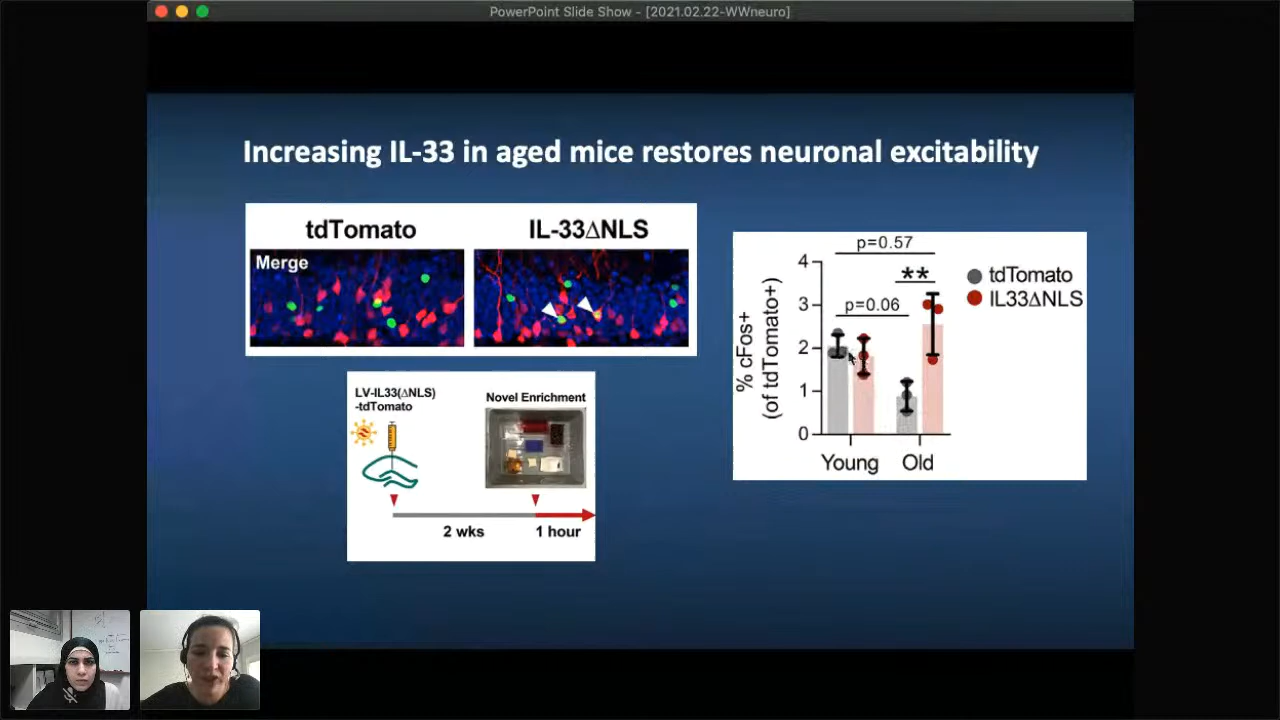 PowerPoint Slide Show - [2021.02.22-WWneuro]
Increasing IL-33 in aged mice restores neuronal excitability
tdTomato
IL-33ΔNLS
Merge
LV-IL33(ΔNLS)
-tdTomato
Novel Enrichment
2 wks
1 hour
% cFos+
(of tdTomato+)
4
3
2
1
0
p=0.57
**
p=0.06
Young
Old
tdTomato
IL33ΔNLS